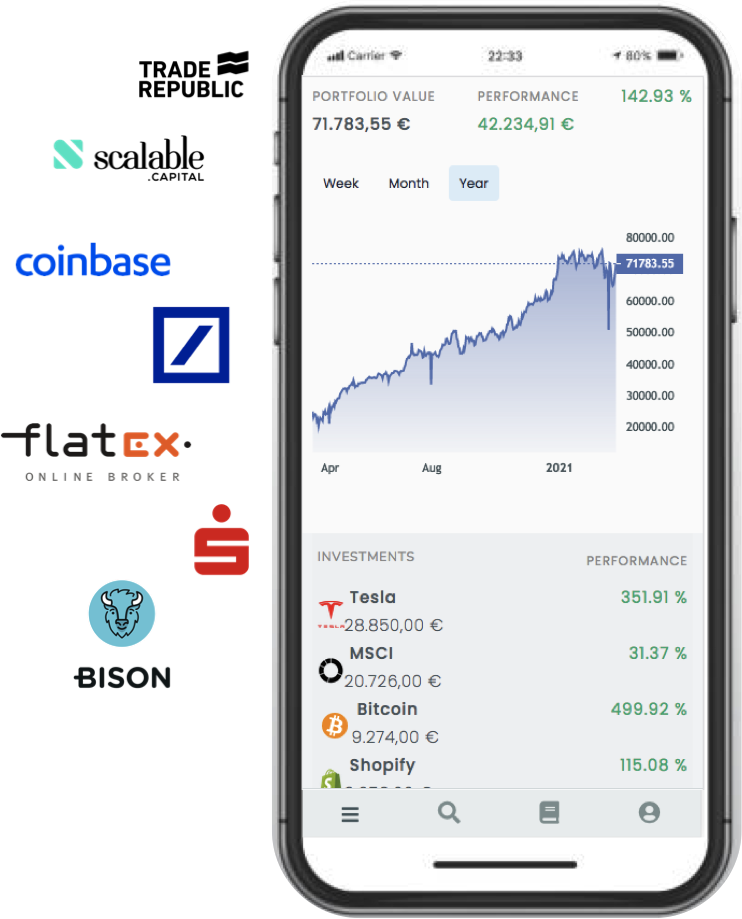 TRADE
REPUBLIC
scalable
.CAPITAL
coinbase
flatex
ONLINE BROKER
BISON
Carrier 22:33 80%
PORTFOLIO VALUE PERFORMANCE 142.93 %
71.783,55 € 42.234,91 €
Week Month Year
80000.00
71783.55
60000.00
50000.00
40000.00
30000.00
20000.00
Apr Aug 2021
INVESTMENTS PERFORMANCE
Tesla 351.91 %
TESLA 28.850,00 €
MSCI 31.37 %
20.726,00 €
Bitcoin 499.92 %
9.274,00 €
Shopify 115.08 %